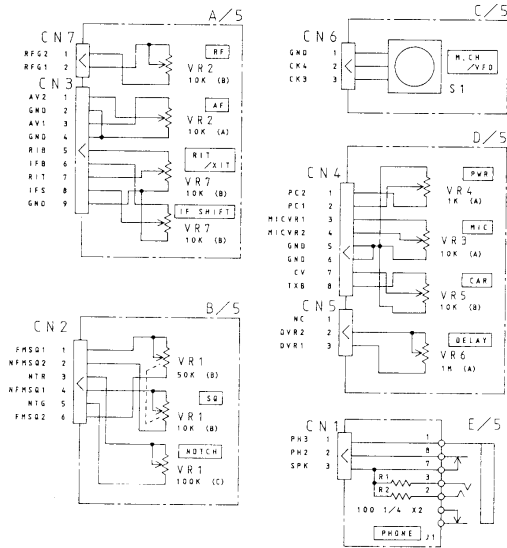 A/5
CN7
RFG2 1
RFG1 2
RF
VR2
10K (B)
CN3
AV2 1
GND 2
AV1 3
GND 4
RIB 5
IFB 6
RIT 7
IFS 8
GND 9
AF
VR2
10K (A)
RIT
/XIT
VR7
10K (B)
IF SHIFT
VR7
10K (B)
C/5
CN6
GND 1
CK4 2
CK3 3
M.CH
/VFO
S1
D/5
CN4
PC2 1
PC1 2
MICVR1 3
MICVR2 4
GND 5
GND 6
CV 7
TXB 8
PWR
VR4
1K (A)
MIC
VR3
10K (A)
CAR
VR5
10K (B)
CN5
NC 1
DVR2 2
DVR1 3
DELAY
VR6
1M (A)
B/5
CN2
FMSQ1 1
NFMSQ2 2
NTR 3
NFMSQ1 4
NTG 5
FMSQ2 6
VR1
50K (B)
SQ
VR1
10K (B)
NOTCH
VR1
100K (C)
E/5
CN1
PH3 1
PH2 2
SPK 3
1
8
7
R1 3
R2 2
100 1/4 X2
PHONE
J1